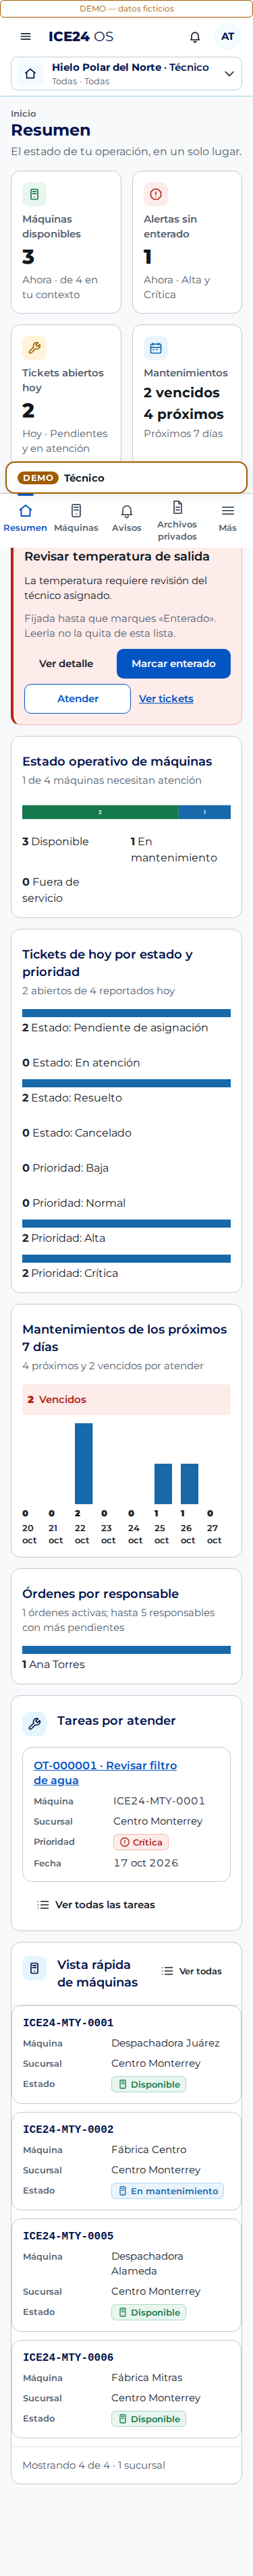 DEMO — datos ficticios
ICE24 OS
AT
Hielo Polar del Norte · Técnico
Todas · Todas
Inicio
Resumen
El estado de tu operación, en un solo lugar.
Máquinas
disponibles
3
Ahora · de 4 en
tu contexto
Alertas sin
enterado
1
Ahora · Alta y
Crítica
Tickets abiertos
hoy
2
Hoy · Pendientes
y en atención
Mantenimientos
2 vencidos
4 próximos
Próximos 7 días
DEMO Técnico
Resumen
Máquinas
Avisos
Archivos
privados
Más
Revisar temperatura de salida
La temperatura requiere revisión del
técnico asignado.
Fijada hasta que marques «Enterado».
Leerla no la quita de esta lista.
Ver detalle
Marcar enterado
Atender
Ver tickets
Estado operativo de máquinas
1 de 4 máquinas necesitan atención
3
1
3 Disponible
1 En
mantenimiento
0 Fuera de
servicio
Tickets de hoy por estado y
prioridad
2 abiertos de 4 reportados hoy
2 Estado: Pendiente de asignación
0 Estado: En atención
2 Estado: Resuelto
0 Estado: Cancelado
0 Prioridad: Baja
0 Prioridad: Normal
2 Prioridad: Alta
2 Prioridad: Crítica
Mantenimientos de los próximos
7 días
4 próximos y 2 vencidos por atender
2 Vencidos
0 0 2 0 0 1 1 0
20 21 22 23 24 25 26 27
oct oct oct oct oct oct oct oct
Órdenes por responsable
1 órdenes activas; hasta 5 responsables
con más pendientes
1 Ana Torres
Tareas por atender
OT-000001 · Revisar filtro
de agua
Máquina ICE24-MTY-0001
Sucursal Centro Monterrey
Prioridad Crítica
Fecha 17 oct 2026
Ver todas las tareas
Vista rápida
de máquinas
Ver todas
ICE24-MTY-0001
Máquina Despachadora Juárez
Sucursal Centro Monterrey
Estado Disponible
ICE24-MTY-0002
Máquina Fábrica Centro
Sucursal Centro Monterrey
Estado En mantenimiento
ICE24-MTY-0005
Máquina Despachadora
Alameda
Sucursal Centro Monterrey
Estado Disponible
ICE24-MTY-0006
Máquina Fábrica Mitras
Sucursal Centro Monterrey
Estado Disponible
Mostrando 4 de 4 · 1 sucursal